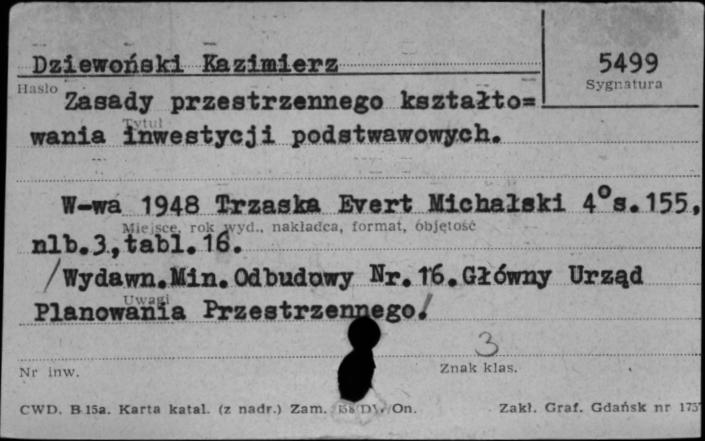 Dziewoński Kazimierz
5499
Hasło
Sygnatura
Zasady przestrzennego kształto=
Tytuł
wania inwestycji podstwawowych.
W-wa 1948 Trzaska Evert Michalski 4°s.155,
Miejsce, rok wyd., nakładca, format, objętość
nlb.3,tabl.16.
/Wydawn.Min.Odbudowy Nr.16.Główny Urząd
Uwagi
Planowania Przestrzennego/
3
Nr inw.
Znak klas.
CWD. B 15a. Karta katal. (z nadr.) Zam. On.
Zakł. Graf. Gdańsk nr 175